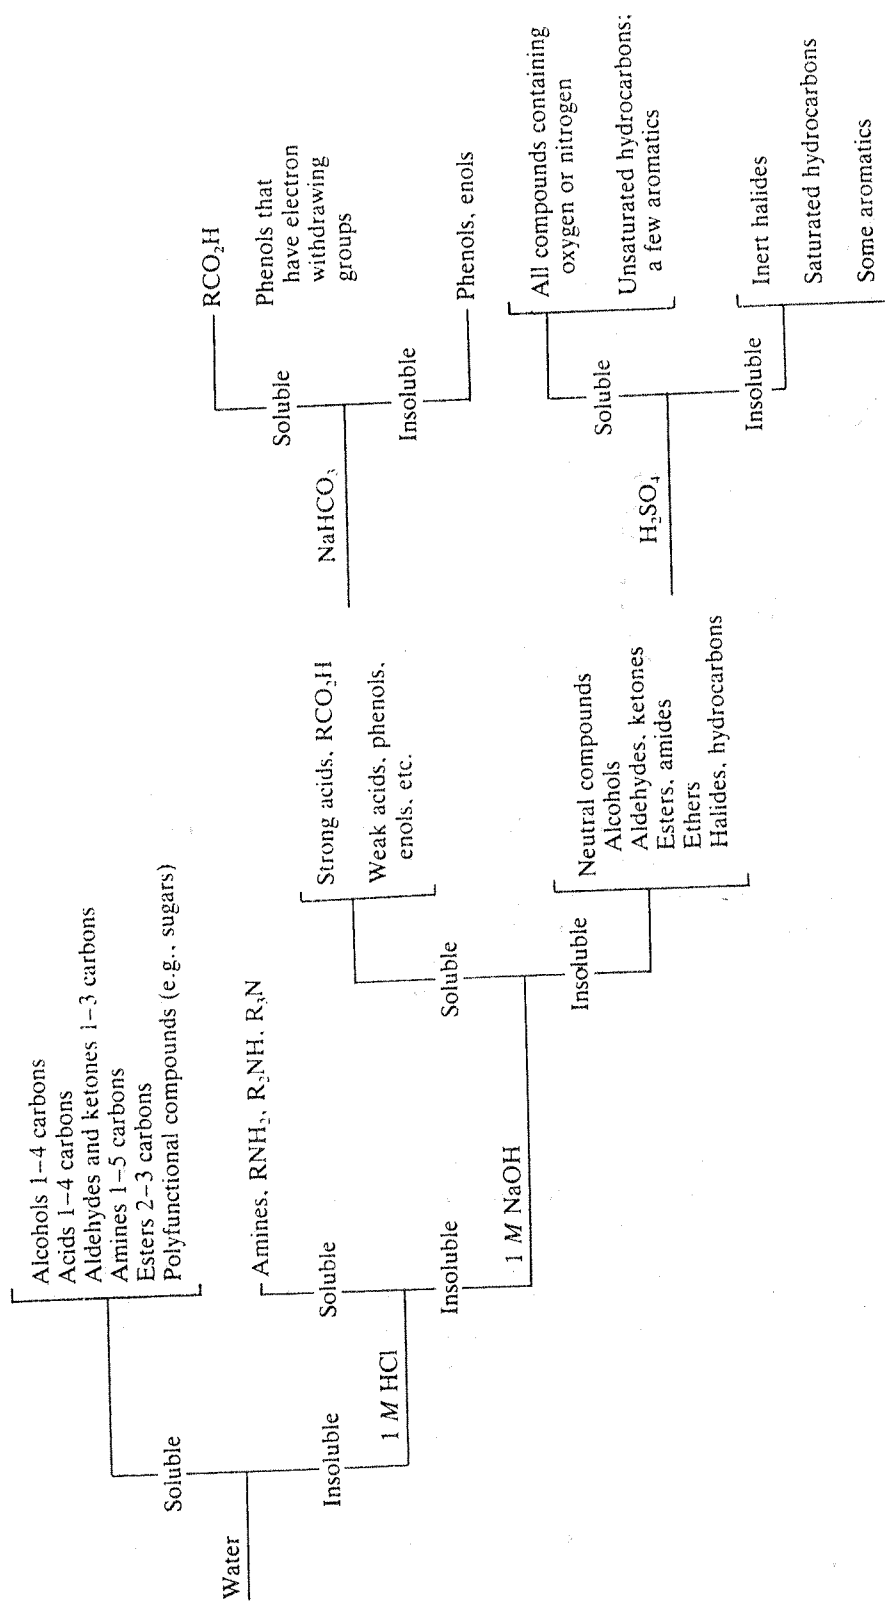 Water
Soluble
Alcohols 1–4 carbons
Acids 1–4 carbons
Aldehydes and ketones 1–3 carbons
Amines 1–5 carbons
Esters 2–3 carbons
Polyfunctional compounds (e.g., sugars)
Insoluble
1 M HCl
Soluble
Amines, RNH₂, R₂NH, R₃N
Insoluble
1 M NaOH
Soluble
Strong acids, RCO₂H
Weak acids, phenols,
enols, etc.
NaHCO₃
Soluble
RCO₂H
Phenols that
have electron
withdrawing
groups
Insoluble
Phenols, enols
Insoluble
Neutral compounds
Alcohols
Aldehydes, ketones
Esters, amides
Ethers
Halides, hydrocarbons
H₂SO₄
Soluble
All compounds containing
oxygen or nitrogen
Unsaturated hydrocarbons;
a few aromatics
Insoluble
Inert halides
Saturated hydrocarbons
Some aromatics